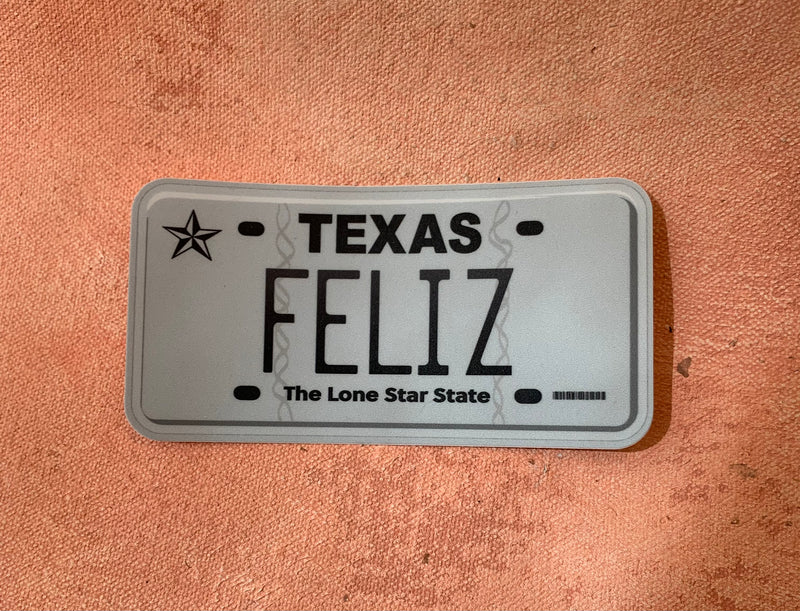 TEXAS
FELIZ
The Lone Star State